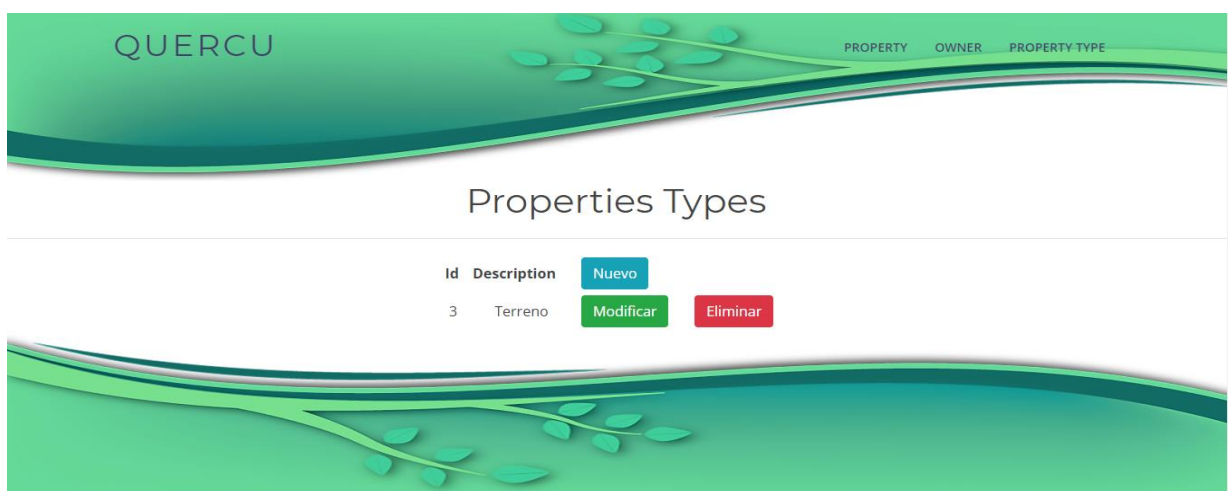 QUERCU
PROPERTY OWNER PROPERTY TYPE
Properties Types
Id Description Nuevo
3 Terreno Modificar Eliminar